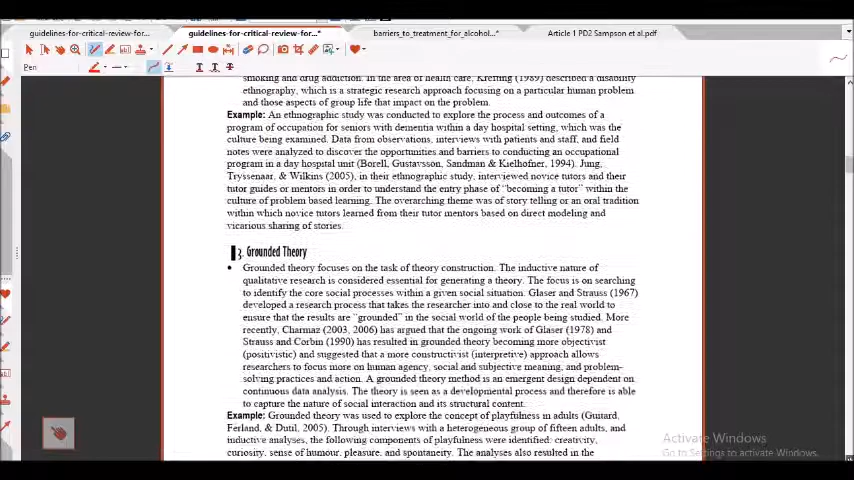 guidelines-for-critical-review-for...
guidelines-for-critical-review-for...*
barriers_to_treatment_for_alcohol...*
Article 1 PD2 Sampson et al.pdf
Pen
smoking and drug addiction. In the area of health care, Krefting (1989) described a disability
ethnography, which is a strategic research approach focusing on a particular human problem
and those aspects of group life that impact on the problem.
Example: An ethnographic study was conducted to explore the process and outcomes of a
program of occupation for seniors with dementia within a day hospital setting, which was the
culture being examined. Data from observations, interviews with patients and staff, and field
notes were analyzed to discover the opportunities and barriers to conducting an occupational
program in a day hospital unit (Borell, Gustavsson, Sandman & Kielhofner, 1994). Jung,
Tryssenaar, & Wilkins (2005), in their ethnographic study, interviewed novice tutors and their
tutor guides or mentors in order to understand the entry phase of "becoming a tutor" within the
culture of problem based learning. The overarching theme was of story telling or an oral tradition
within which novice tutors learned from their tutor mentors based on direct modeling and
vicarious sharing of stories.
3. Grounded Theory
• Grounded theory focuses on the task of theory construction. The inductive nature of
qualitative research is considered essential for generating a theory. The focus is on searching
to identify the core social processes within a given social situation. Glaser and Strauss (1967)
developed a research process that takes the researcher into and close to the real world to
ensure that the results are "grounded" in the social world of the people being studied. More
recently, Charmaz (2003, 2006) has argued that the ongoing work of Glaser (1978) and
Strauss and Corbin (1990) has resulted in grounded theory becoming more objectivist
(positivistic) and suggested that a more constructivist (interpretive) approach allows
researchers to focus more on human agency, social and subjective meaning, and problem-
solving practices and action. A grounded theory method is an emergent design dependent on
continuous data analysis. The theory is seen as a developmental process and therefore is able
to capture the nature of social interaction and its structural content.
Example: Grounded theory was used to explore the concept of playfulness in adults (Guitard,
Ferland, & Dutil, 2005). Through interviews with a heterogeneous group of fifteen adults, and
inductive analyses, the following components of playfulness were identified: creativity,
curiosity, sense of humour, pleasure, and spontaneity. The analyses also resulted in the
Activate Windows
Go to Settings to activate Windows.